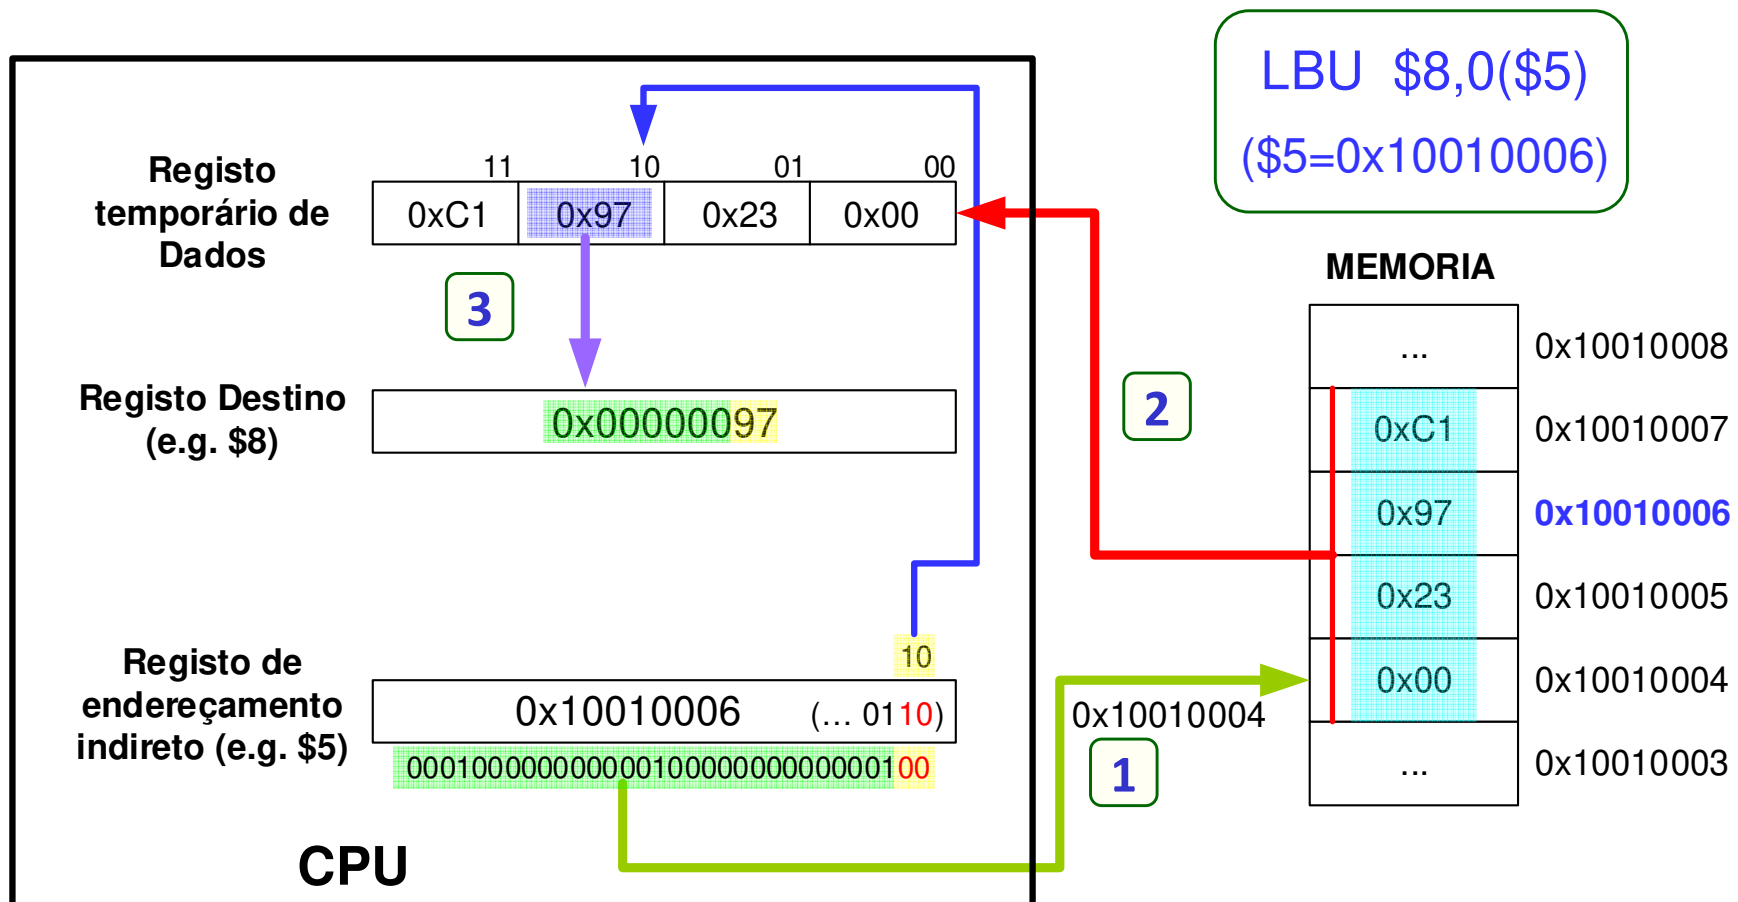 LBU $8,0($5)
($5=0x10010006)
Registo
temporário de
Dados
11 10 01 00
0xC1 0x97 0x23 0x00
3
Registo Destino
(e.g. $8)
0x00000097
10
Registo de
endereçamento
indireto (e.g. $5)
0x10010006 (... 0110)
00010000000000010000000000000100
CPU
0x10010004
1
2
MEMORIA
... 0x10010008
0xC1 0x10010007
0x97 0x10010006
0x23 0x10010005
0x00 0x10010004
... 0x10010003